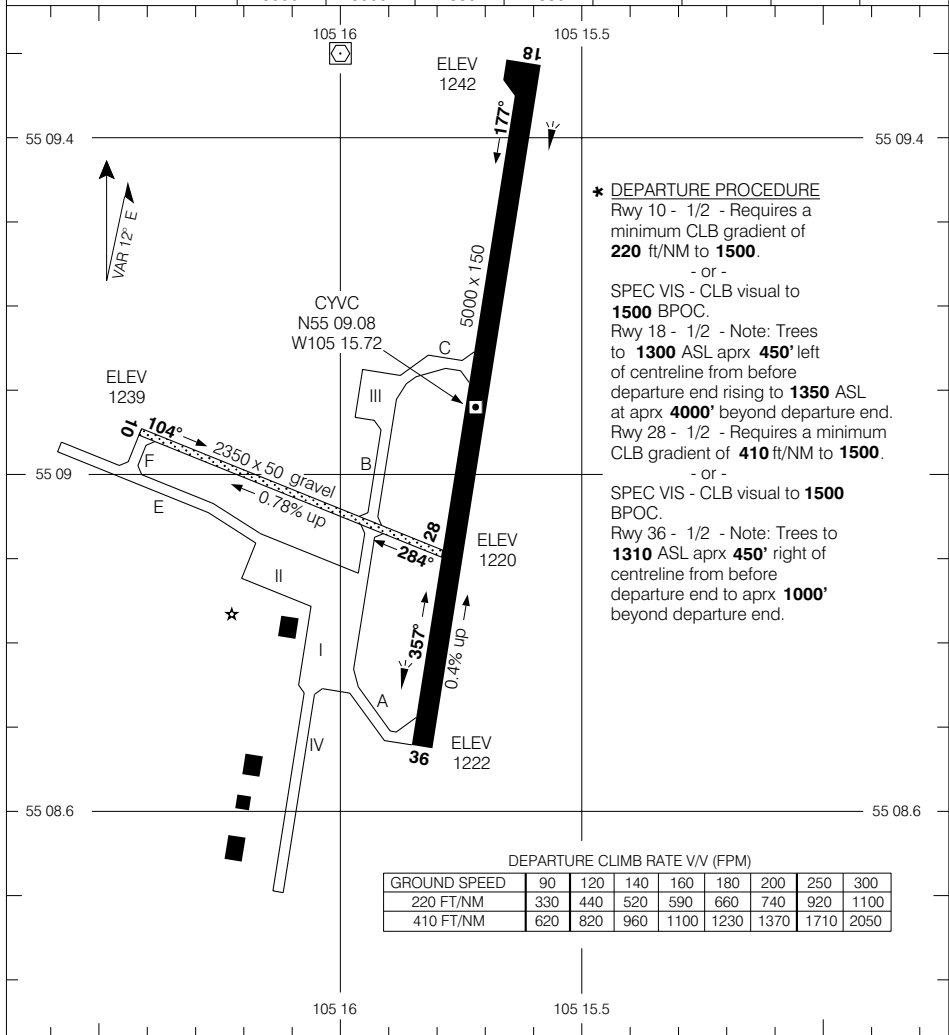 105 16
105 15.5
ELEV
1242
18
177°
55 09.4
55 09.4
VAR 12° E
5000 x 150
CYVC
N55 09.08
W105 15.72
C
III
ELEV
1239
10
104°
2350 x 50 gravel
0.78% up
F
E
B
55 09
28
284°
ELEV
1220
II
I
357°
0.4% up
A
IV
36
ELEV
1222
* DEPARTURE PROCEDURE
Rwy 10 - 1/2 - Requires a
minimum CLB gradient of
220 ft/NM to 1500.
- or -
SPEC VIS - CLB visual to
1500 BPOC.
Rwy 18 - 1/2 - Note: Trees
to 1300 ASL aprx 450' left
of centreline from before
departure end rising to 1350 ASL
at aprx 4000' beyond departure end.
Rwy 28 - 1/2 - Requires a minimum
CLB gradient of 410 ft/NM to 1500.
- or -
SPEC VIS - CLB visual to 1500
BPOC.
Rwy 36 - 1/2 - Note: Trees to
1310 ASL aprx 450' right of
centreline from before
departure end to aprx 1000'
beyond departure end.
55 08.6
55 08.6
DEPARTURE CLIMB RATE V/V (FPM)
GROUND SPEED 90 120 140 160 180 200 250 300
220 FT/NM 330 440 520 590 660 740 920 1100
410 FT/NM 620 820 960 1100 1230 1370 1710 2050
105 16
105 15.5